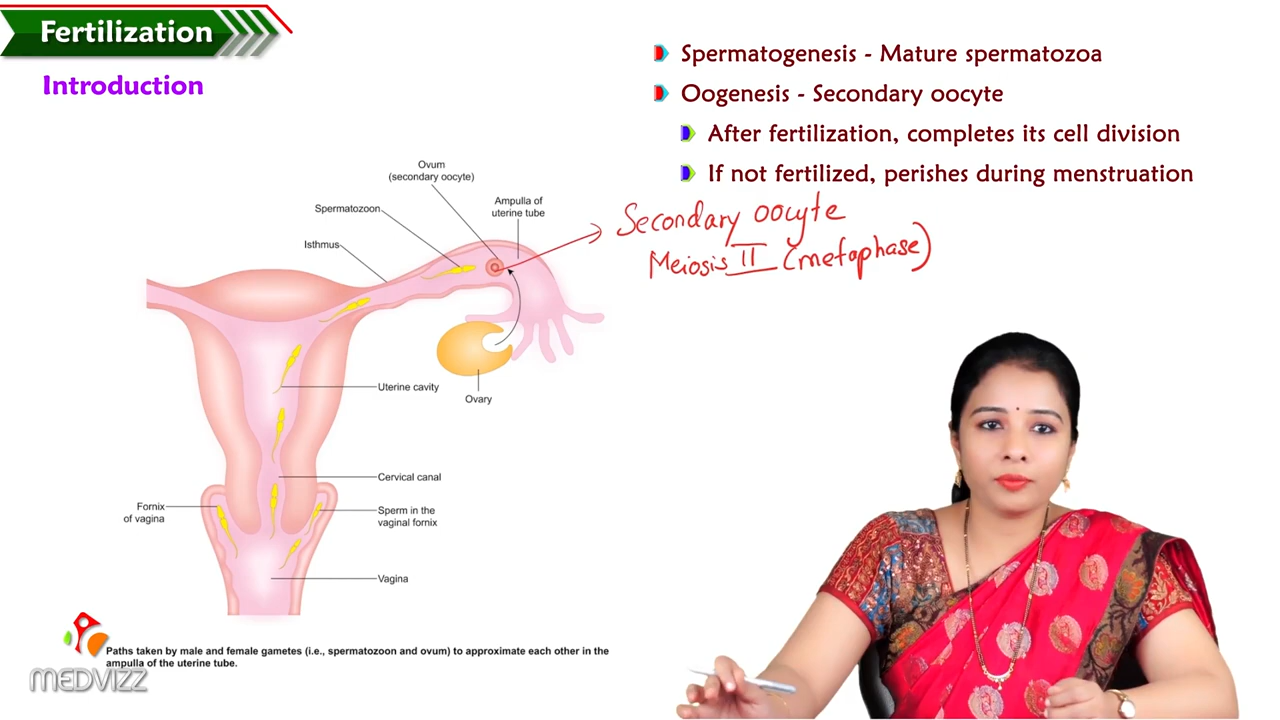 Fertilization
Introduction
Spermatogenesis - Mature spermatozoa
Oogenesis - Secondary oocyte
After fertilization, completes its cell division
If not fertilized, perishes during menstruation
Secondary oocyte
Meiosis II (metaphase)
Ovum
(secondary oocyte)
Ampulla of
uterine tube
Spermatozoon
Isthmus
Uterine cavity
Ovary
Cervical canal
Fornix
of vagina
Sperm in the
vaginal fornix
Vagina
Paths taken by male and female gametes (i.e., spermatozoon and ovum) to approximate each other in the
ampulla of the uterine tube.
MEDVIZZ